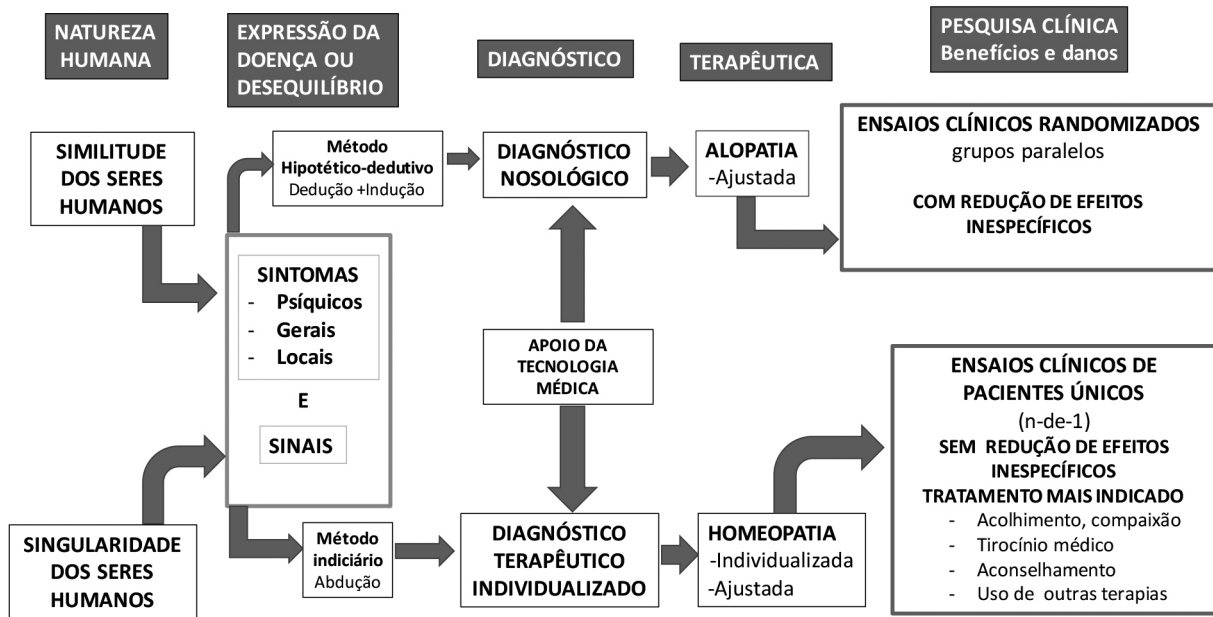 NATUREZA
HUMANA
EXPRESSÃO DA
DOENÇA OU
DESEQUILÍBRIO
DIAGNÓSTICO
TERAPÊUTICA
PESQUISA CLÍNICA
Benefícios e danos
SIMILITUDE
DOS SERES
HUMANOS
Método
Hipotético-dedutivo
Dedução +Indução
DIAGNÓSTICO
NOSOLÓGICO
ALOPATIA
-Ajustada
ENSAIOS CLÍNICOS RANDOMIZADOS
grupos paralelos
COM REDUÇÃO DE EFEITOS
INESPECÍFICOS
SINTOMAS
- Psíquicos
- Gerais
- Locais
E
SINAIS
APOIO DA
TECNOLOGIA
MÉDICA
SINGULARIDADE
DOS SERES
HUMANOS
Método
indiciário
Abdução
DIAGNÓSTICO
TERAPÊUTICO
INDIVIDUALIZADO
HOMEOPATIA
-Individualizada
-Ajustada
ENSAIOS CLÍNICOS DE
PACIENTES ÚNICOS
(n-de-1)
SEM REDUÇÃO DE EFEITOS
INESPECÍFICOS
TRATAMENTO MAIS INDICADO
- Acolhimento, compaixão
- Tirocínio médico
- Aconselhamento
- Uso de outras terapias